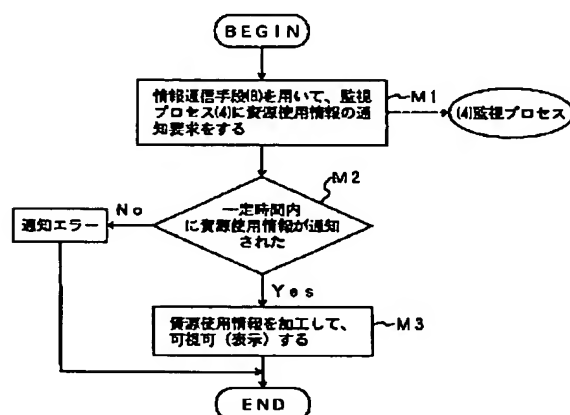 BEGIN
情報通信手段(8)を用いて、監視
プロセス(4)に資源使用情報の通
知要求をする
M1
(4)監視プロセス
M2
一定時間内
に資源使用情報が通知
された
No
通知エラー
Yes
資源使用情報を加工して、
可視可（表示）する
M3
END